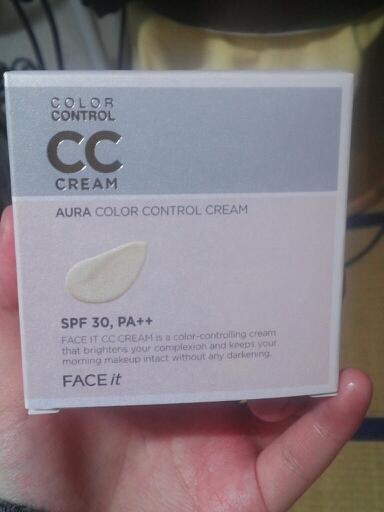 COLOR
CONTROL
CC
CREAM
AURA COLOR CONTROL CREAM
SPF 30, PA++
FACE IT CC CREAM is a color-controlling cream
that brightens your complexion and keeps your
morning makeup intact without any darkening.
FACE it